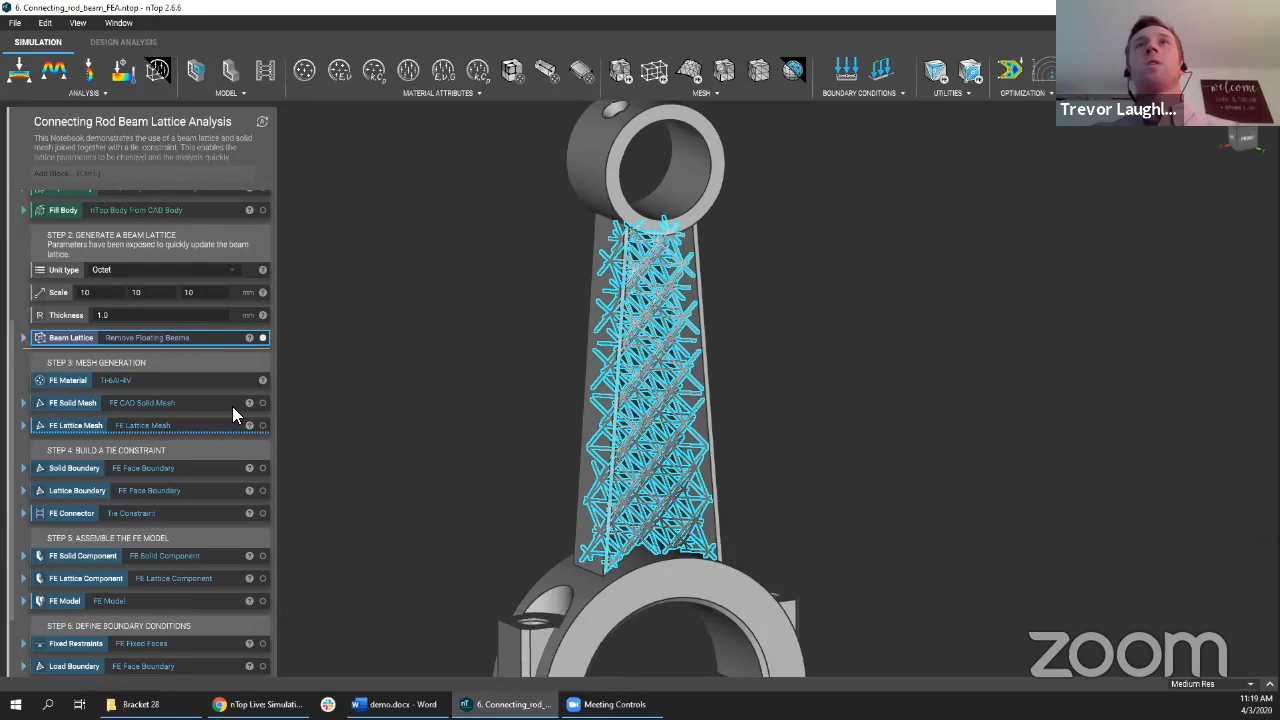 6. Connecting_rod_beam_FEA.ntop - nTop 2.6.6
File Edit View Window
SIMULATION DESIGN ANALYSIS
ANALYSIS MODEL MATERIAL ATTRIBUTES MESH BOUNDARY CONDITIONS UTILITIES OPTIMIZATION
E,ν
K,G
E,ν,G
K,G
welcome
Trevor Laughl...
FRONT
Connecting Rod Beam Lattice Analysis
This Notebook demonstrates the use of a beam lattice and solid
mesh joined together with a tie constraint. This enables the
lattice parameters to be changed and the analysis quickly
Add Block... (Ctrl L)
Fill Body nTop Body from CAD Body
STEP 2: GENERATE A BEAM LATTICE
Parameters have been exposed to quickly update the beam
lattice.
Unit type Octet
Scale 10 10 10 mm
Thickness 1.0 mm
Beam Lattice Remove Floating Beams
STEP 3: MESH GENERATION
FE Material Ti-6Al-4V
FE Solid Mesh FE CAD Solid Mesh
FE Lattice Mesh FE Lattice Mesh
STEP 4: BUILD A TIE CONSTRAINT
Solid Boundary FE Face Boundary
Lattice Boundary FE Face Boundary
FE Connector Tie Constraint
STEP 5: ASSEMBLE THE FE MODEL
FE Solid Component FE Solid Component
FE Lattice Component FE Lattice Component
FE Model FE Model
STEP 6: DEFINE BOUNDARY CONDITIONS
Fixed Restraints FE Fixed Faces
Load Boundary FE Face Boundary
zoom
Medium Res
Bracket 28
nTop Live: Simulati...
demo.docx - Word
6. Connecting_rod_...
Meeting Controls
11:19 AM
4/3/2020